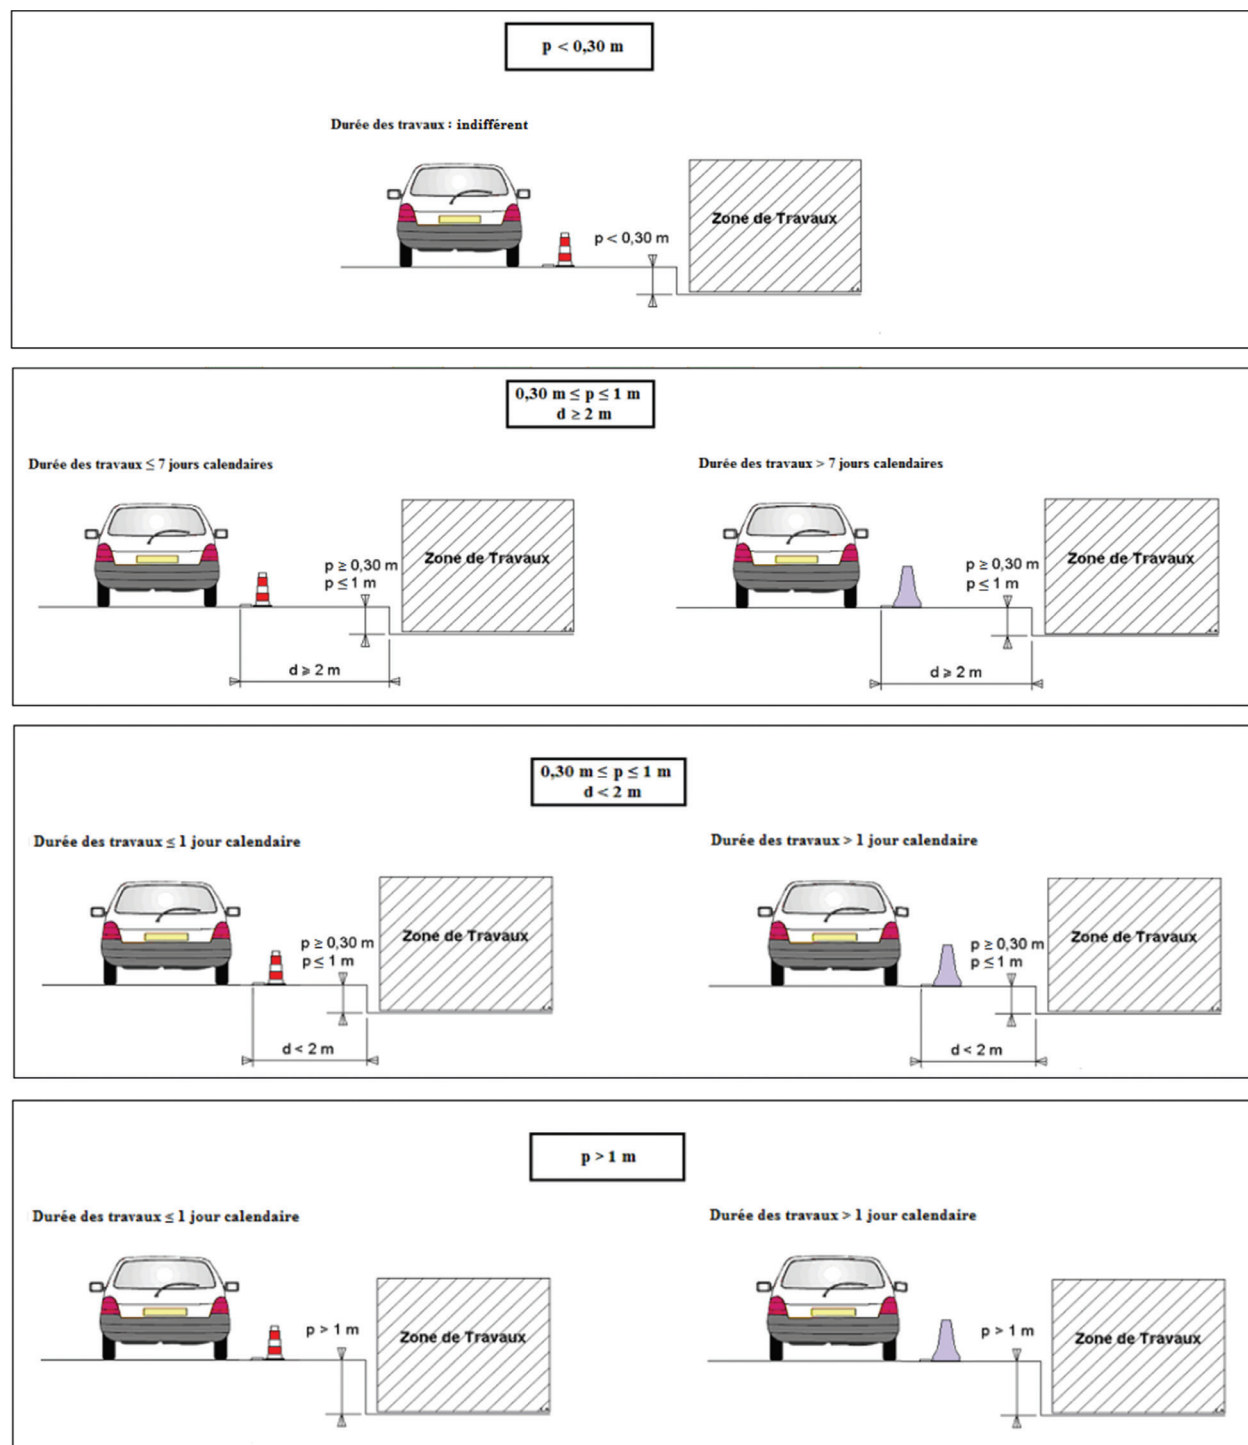 p < 0,30 m
Durée des travaux : indifférent
p < 0,30 m
Zone de Travaux
0,30 m ≤ p ≤ 1 m
d ≥ 2 m
Durée des travaux ≤ 7 jours calendaires
p ≥ 0,30 m
p ≤ 1 m
Zone de Travaux
d ⩾ 2 m
Durée des travaux > 7 jours calendaires
p ≥ 0,30 m
p ≤ 1 m
Zone de Travaux
d ⩾ 2 m
0,30 m ≤ p ≤ 1 m
d < 2 m
Durée des travaux ≤ 1 jour calendaire
p ≥ 0,30 m
p ≤ 1 m
Zone de Travaux
d < 2 m
Durée des travaux > 1 jour calendaire
p ≥ 0,30 m
p ≤ 1 m
Zone de Travaux
d < 2 m
p > 1 m
Durée des travaux ≤ 1 jour calendaire
p > 1 m
Zone de Travaux
Durée des travaux > 1 jour calendaire
p > 1 m
Zone de Travaux